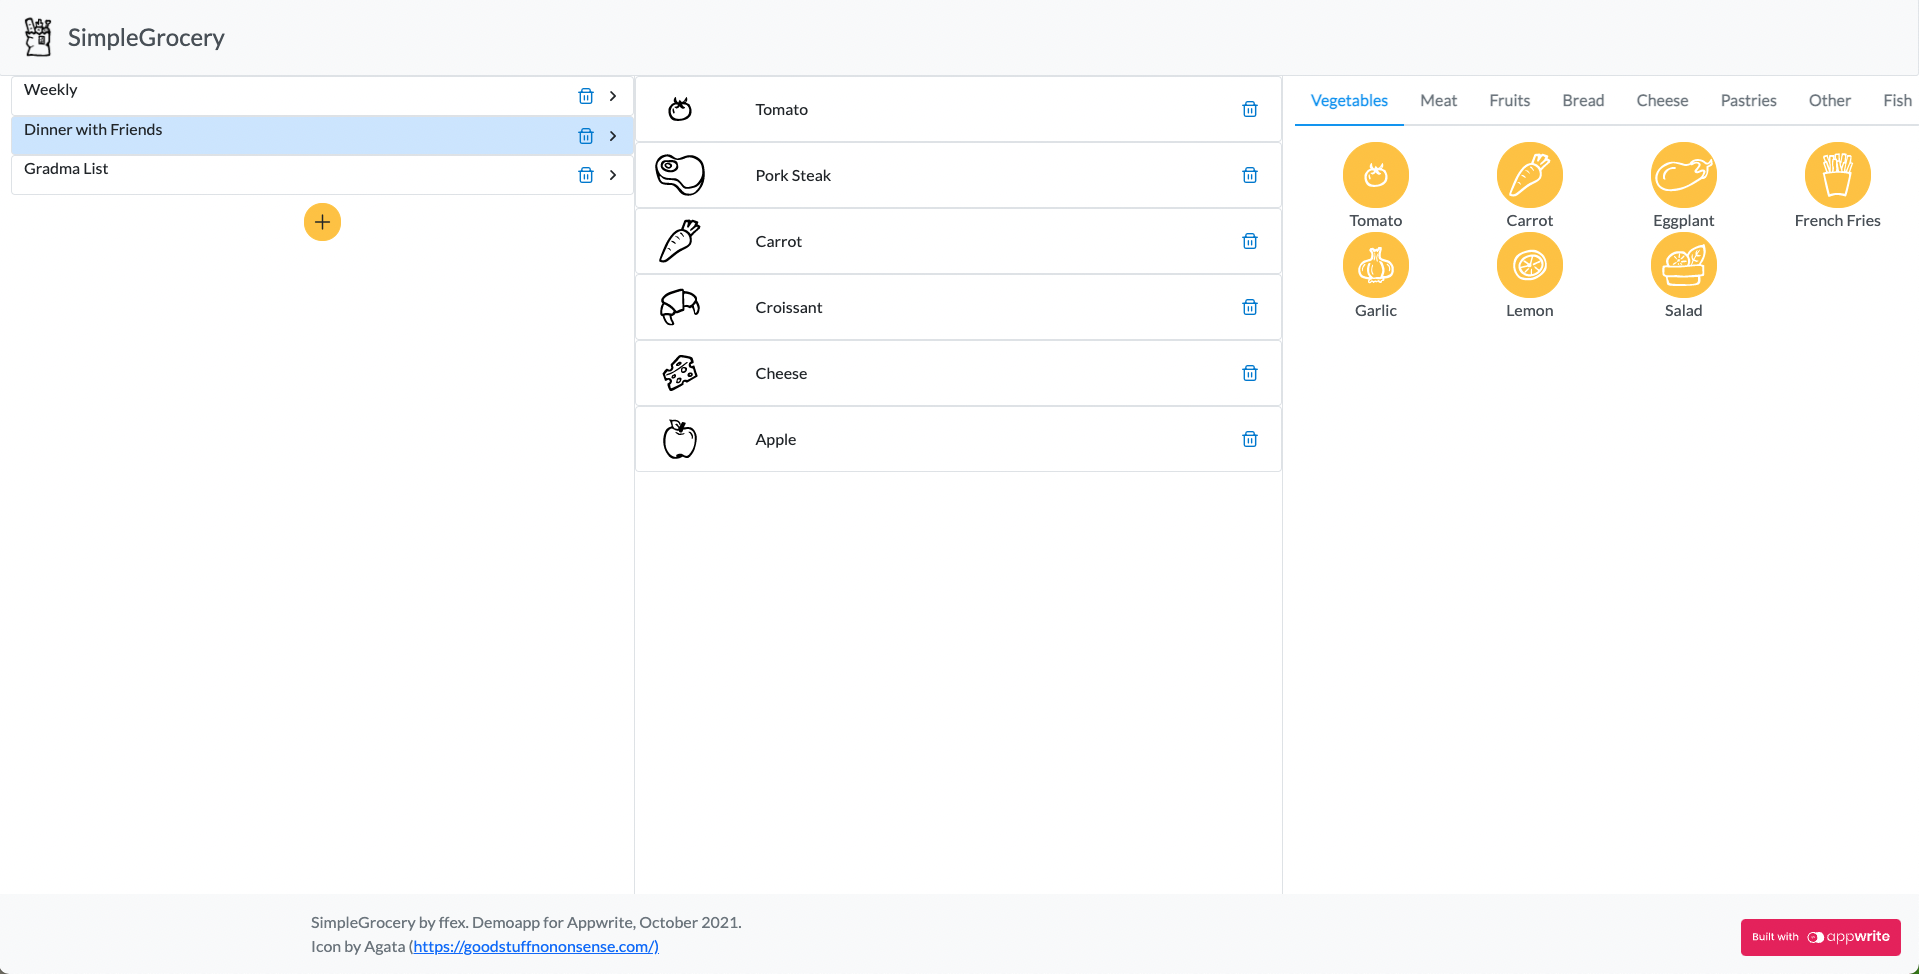 SimpleGrocery
Weekly
Dinner with Friends
Gradma List
Tomato
Pork Steak
Carrot
Croissant
Cheese
Apple
Vegetables Meat Fruits Bread Cheese Pastries Other Fish
Tomato Carrot Eggplant French Fries
Garlic Lemon Salad
SimpleGrocery by ffex. Demoapp for Appwrite, October 2021.
Icon by Agata (https://goodstuffnononsense.com/)
Built with appwrite